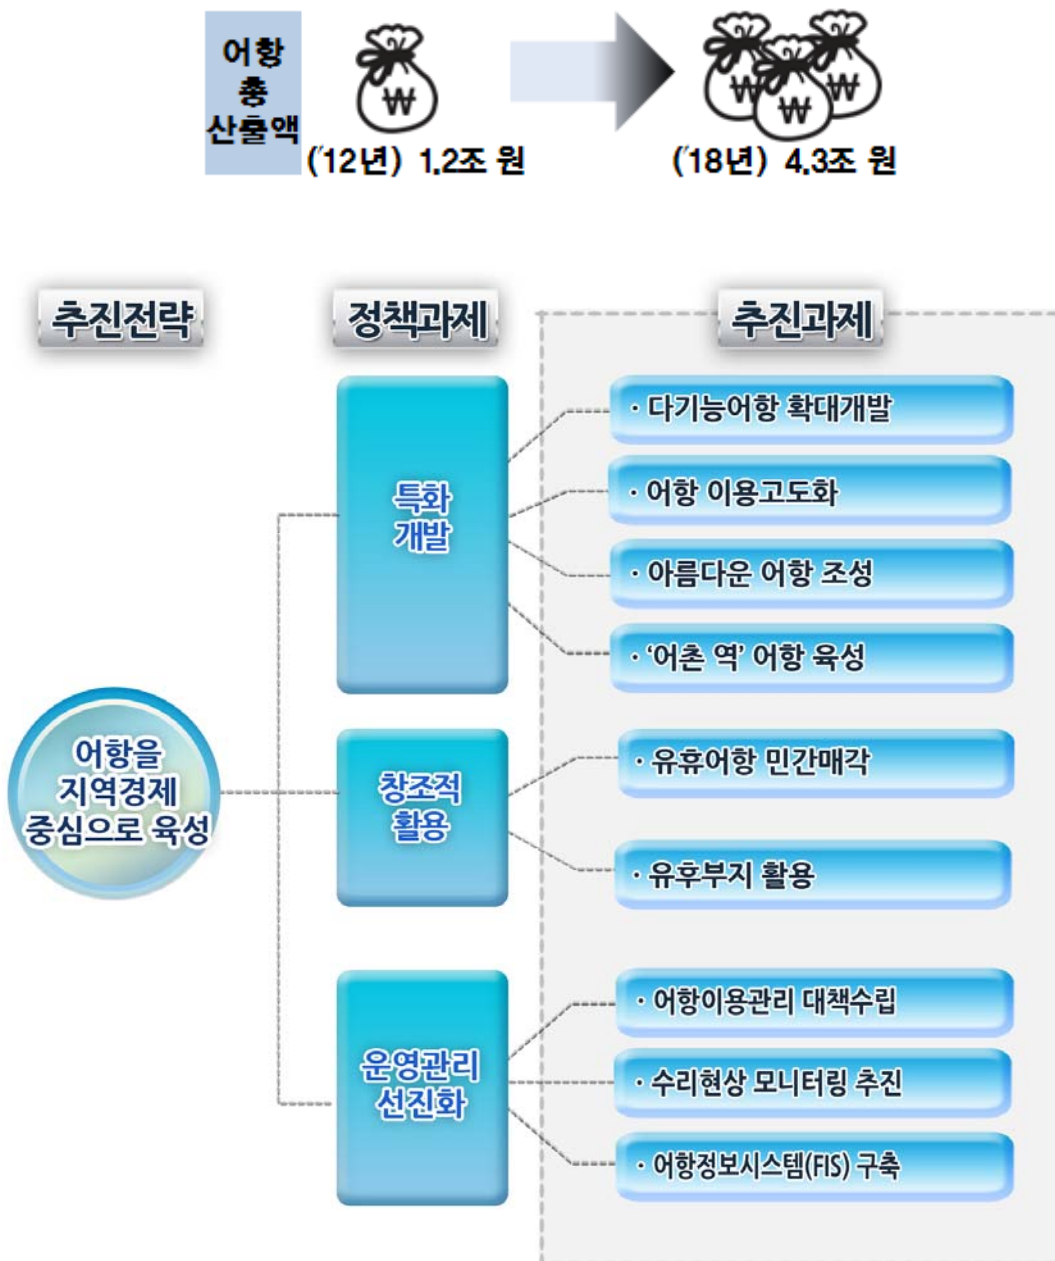 어항
총
산출액
₩
₩
₩
₩
('12년) 1.2조 원
('18년) 4.3조 원
추진전략
정책과제
추진과제
어항을
지역경제
중심으로 육성
특화
개발
· 다기능어항 확대개발
· 어항 이용고도화
· 아름다운 어항 조성
· ‘어촌 역’ 어항 육성
창조적
활용
· 유휴어항 민간매각
· 유후부지 활용
운영관리
선진화
· 어항이용관리 대책수립
· 수리현상 모니터링 추진
· 어항정보시스템(FIS) 구축